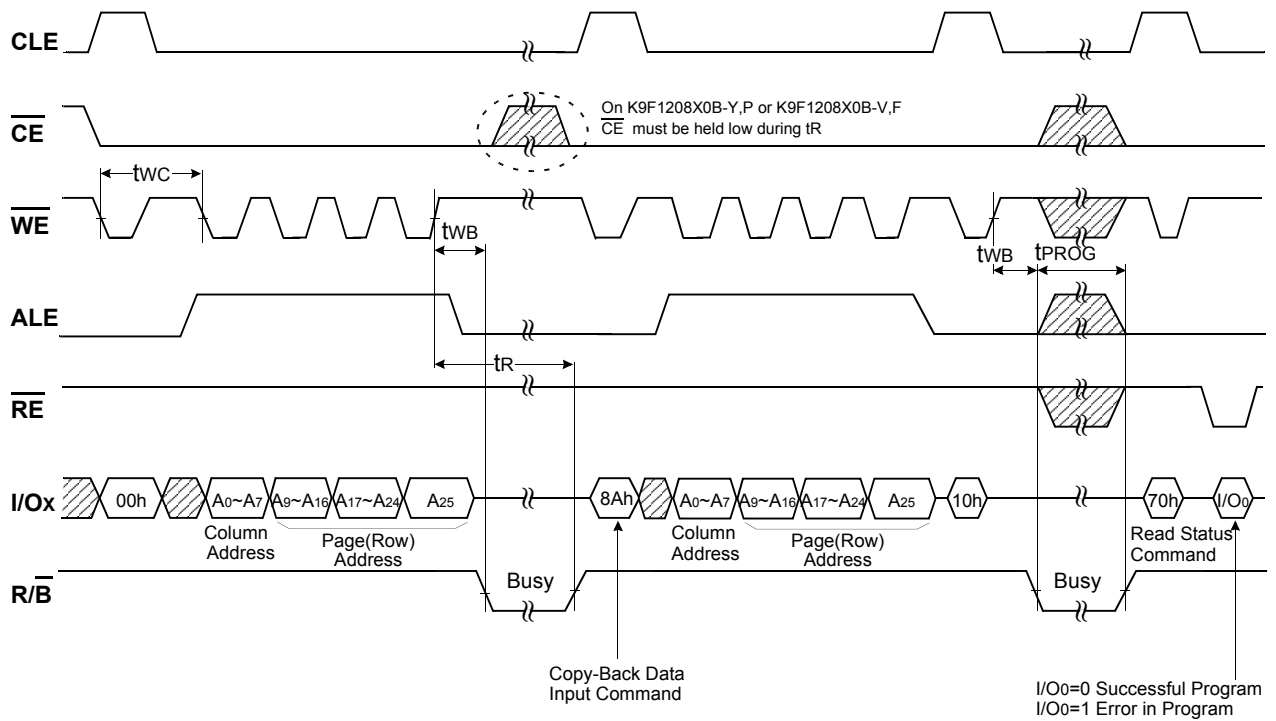 CLE
On K9F1208X0B-Y,P or K9F1208X0B-V,F
CE must be held low during tR
CE
tWC
WE
tWB
tWB
tPROG
ALE
tR
RE
I/Ox
00h
A0~A7
A9~A16
A17~A24
A25
8Ah
A0~A7
A9~A16
A17~A24
A25
10h
70h
I/O0
Column
Address
Page(Row)
Address
Column
Address
Page(Row)
Address
Read Status
Command
R/B
Busy
Busy
Copy-Back Data
Input Command
I/O0=0 Successful Program
I/O0=1 Error in Program